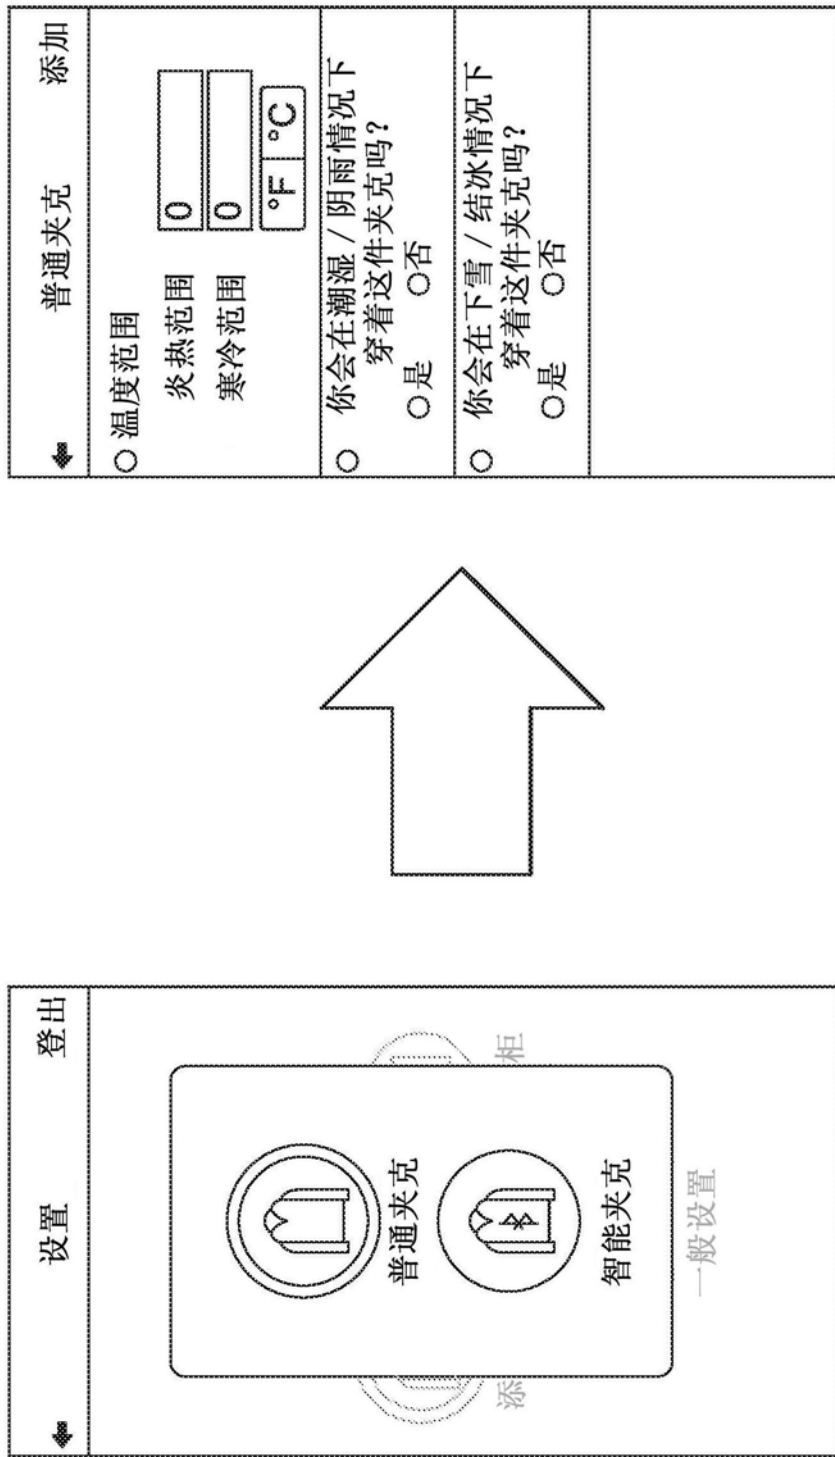 设置 登出
普通夹克
智能夹克
添 柜
一般设置
普通夹克 添加
温度范围
炎热范围 0
寒冷范围 0
°F °C
你会在潮湿/阴雨情况下
穿着这件夹克吗?
是 否
你会在下雪/结冰情况下
穿着这件夹克吗?
是 否